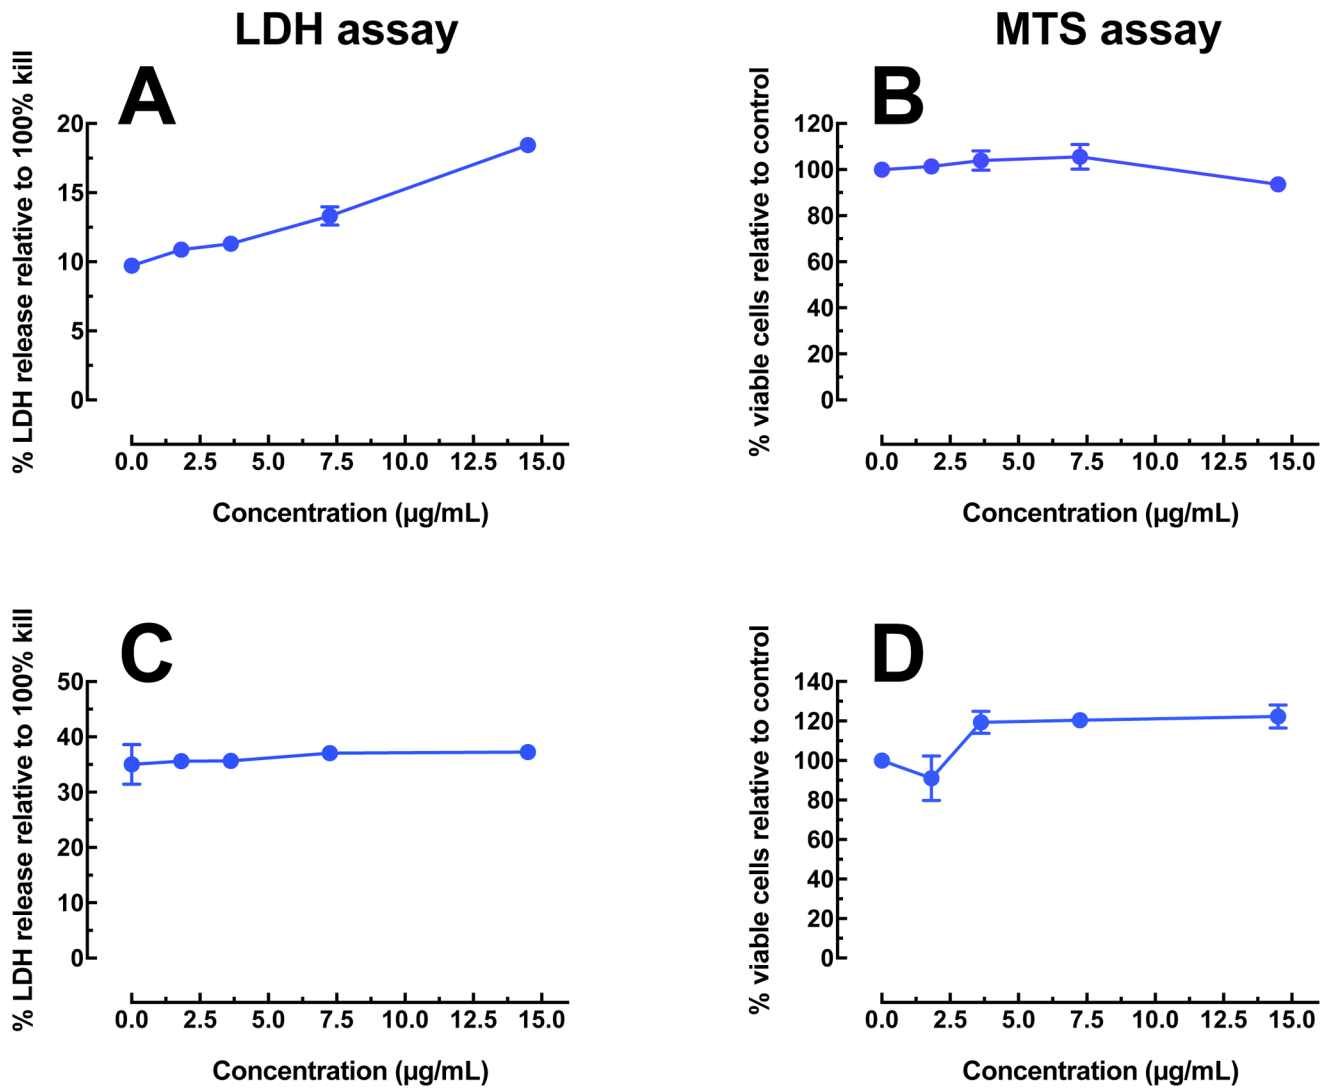 LDH assay
MTS assay
A
% LDH release relative to 100% kill
20
15
10
5
0
0.0 2.5 5.0 7.5 10.0 12.5 15.0
Concentration (µg/mL)
B
% viable cells relative to control
120
100
80
60
40
20
0
0.0 2.5 5.0 7.5 10.0 12.5 15.0
Concentration (µg/mL)
C
% LDH release relative to 100% kill
50
40
30
20
10
0
0.0 2.5 5.0 7.5 10.0 12.5 15.0
Concentration (µg/mL)
D
% viable cells relative to control
140
120
100
80
60
40
20
0
0.0 2.5 5.0 7.5 10.0 12.5 15.0
Concentration (µg/mL)